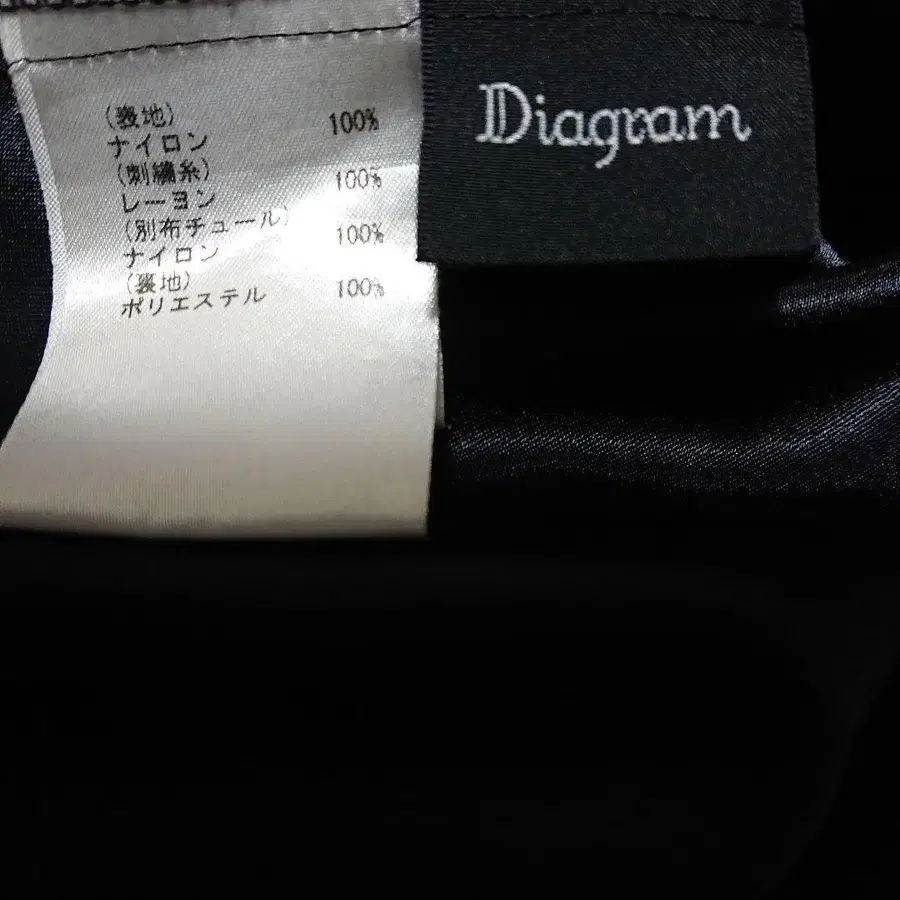 (表地)
ナイロン 100%
(刺繍糸)
レーヨン 100%
(別布チュール)
ナイロン 100%
(裏地)
ポリエステル 100%
Diagram